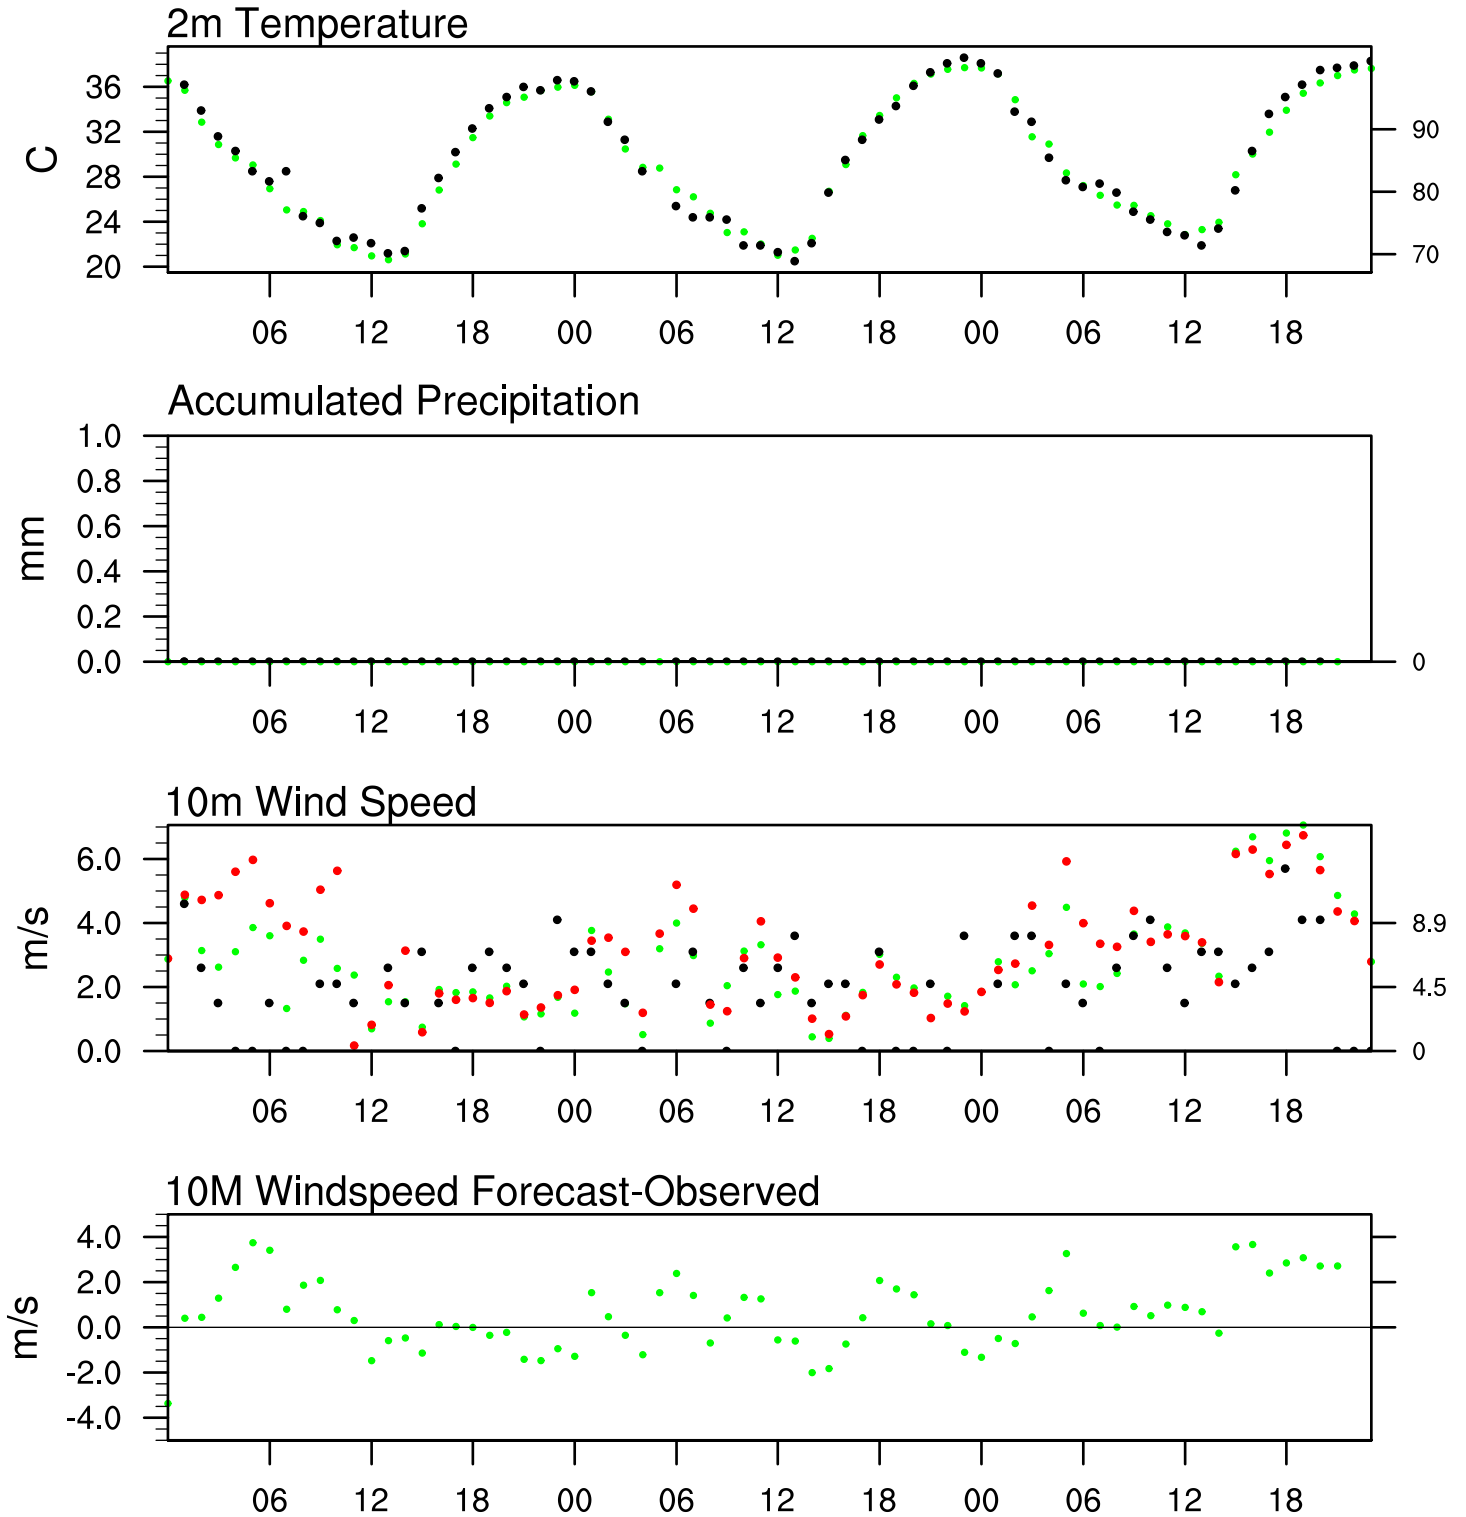 2m Temperature
36
32
28
24
20
C
90
80
70
06 12 18 00 06 12 18 00 06 12 18
Accumulated Precipitation
1.0
0.8
0.6
0.4
0.2
0.0
mm
0
06 12 18 00 06 12 18 00 06 12 18
10m Wind Speed
6.0
4.0
2.0
0.0
m/s
8.9
4.5
0
06 12 18 00 06 12 18 00 06 12 18
10M Windspeed Forecast-Observed
4.0
2.0
0.0
-2.0
-4.0
m/s
06 12 18 00 06 12 18 00 06 12 18